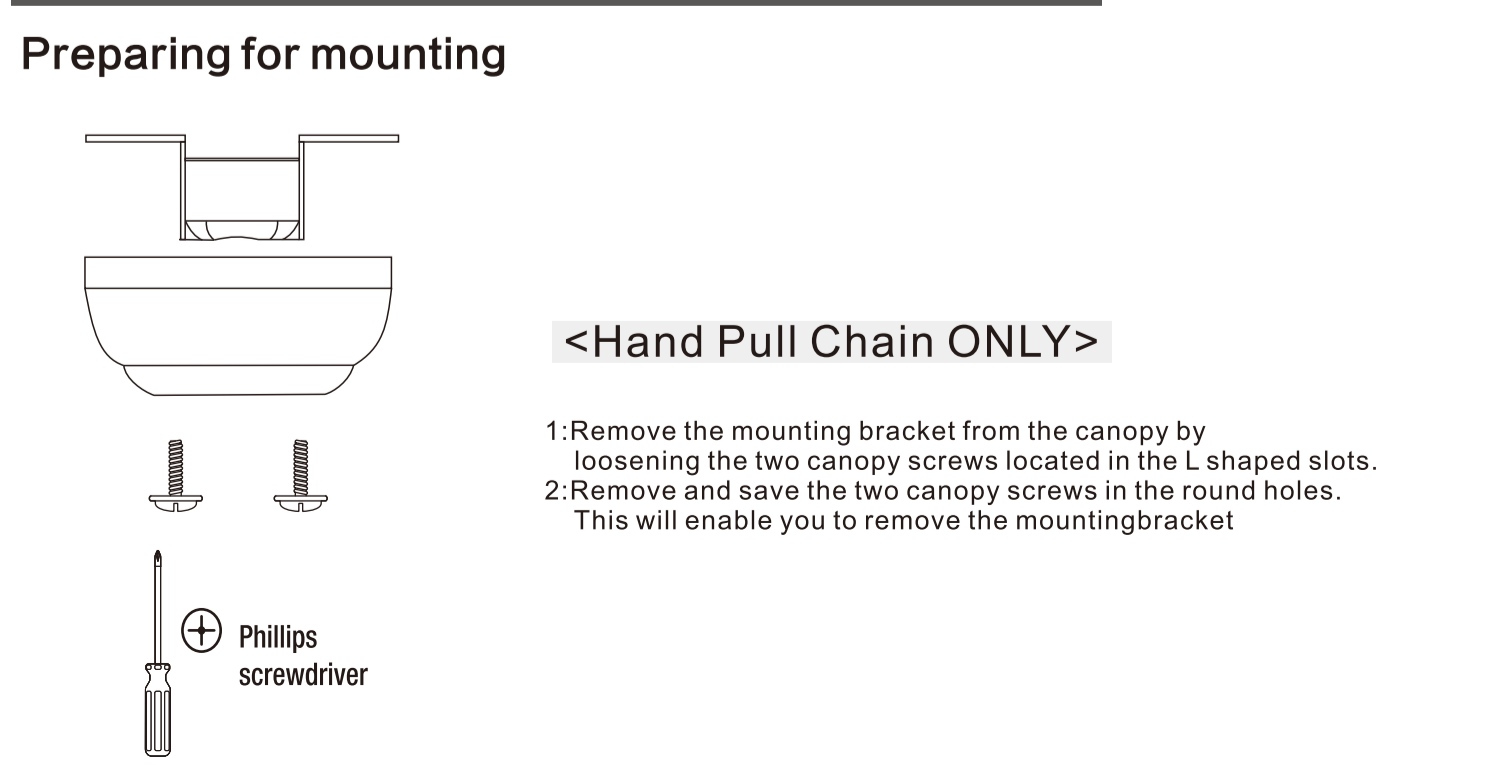 Preparing for mounting
<Hand Pull Chain ONLY>
1:Remove the mounting bracket from the canopy by
loosening the two canopy screws located in the L shaped slots.
2:Remove and save the two canopy screws in the round holes.
This will enable you to remove the mountingbracket
Phillips
screwdriver